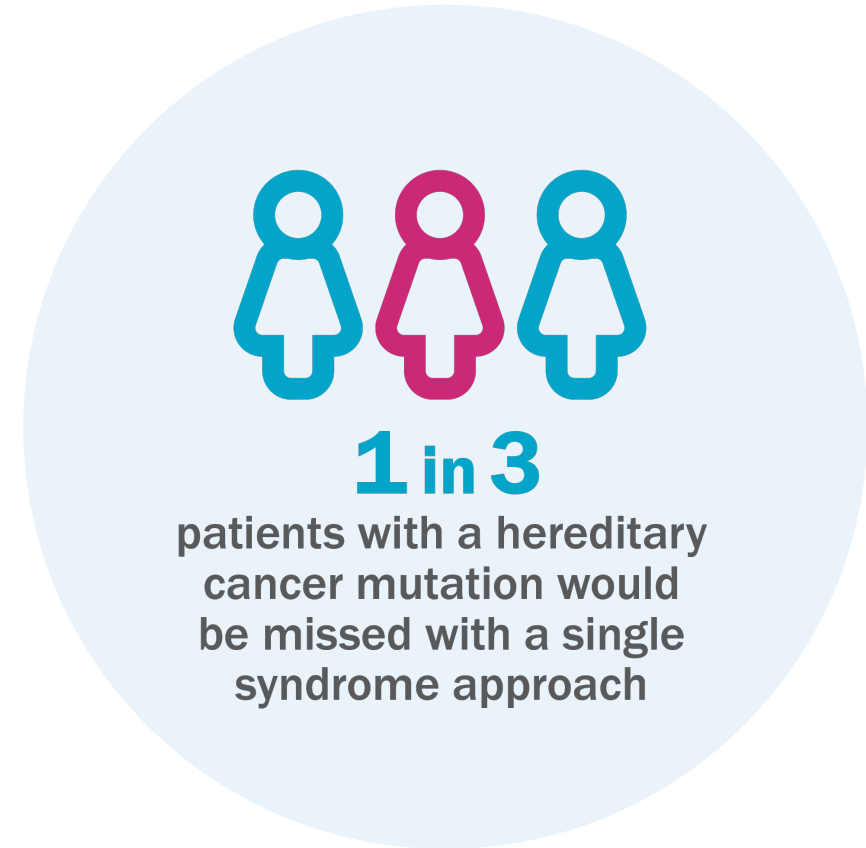 1 in 3
patients with a hereditary
cancer mutation would
be missed with a single
syndrome approach